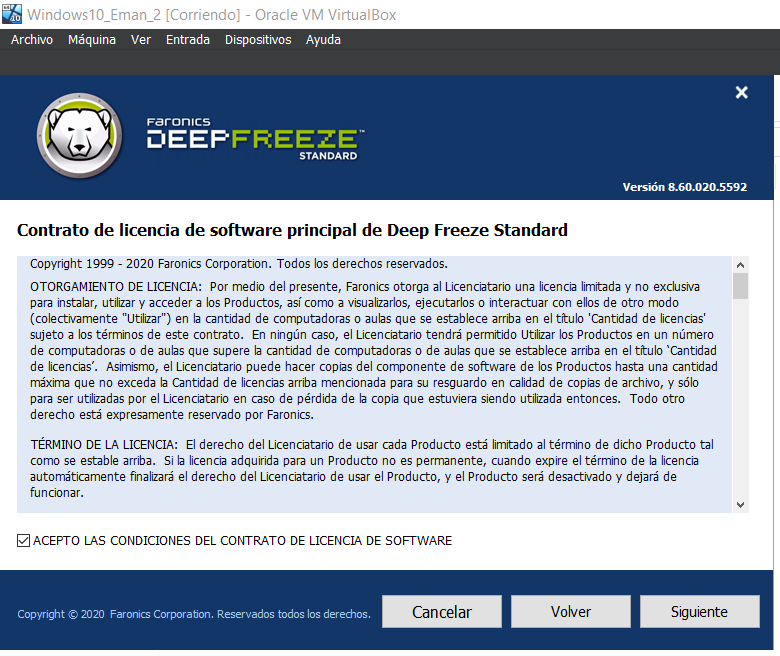 Windows10_Eman_2 [Corriendo] - Oracle VM VirtualBox
Archivo Máquina Ver Entrada Dispositivos Ayuda
FARONICS
DEEPFREEZE™
STANDARD
Versión 8.60.020.5592
Contrato de licencia de software principal de Deep Freeze Standard
Copyright 1999 - 2020 Faronics Corporation. Todos los derechos reservados.
OTORGAMIENTO DE LICENCIA: Por medio del presente, Faronics otorga al Licenciatario una licencia limitada y no exclusiva
para instalar, utilizar y acceder a los Productos, así como a visualizarlos, ejecutarlos o interactuar con ellos de otro modo
(colectivamente "Utilizar") en la cantidad de computadoras o aulas que se establece arriba en el título 'Cantidad de licencias'
sujeto a los términos de este contrato. En ningún caso, el Licenciatario tendrá permitido Utilizar los Productos en un número
de computadoras o de aulas que supere la cantidad de computadoras o de aulas que se establece arriba en el título ‘Cantidad
de licencias’. Asimismo, el Licenciatario puede hacer copias del componente de software de los Productos hasta una cantidad
máxima que no exceda la Cantidad de licencias arriba mencionada para su resguardo en calidad de copias de archivo, y sólo
para ser utilizadas por el Licenciatario en caso de pérdida de la copia que estuviera siendo utilizada entonces. Todo otro
derecho está expresamente reservado por Faronics.
TÉRMINO DE LA LICENCIA: El derecho del Licenciatario de usar cada Producto está limitado al término de dicho Producto tal
como se estable arriba. Si la licencia adquirida para un Producto no es permanente, cuando expire el término de la licencia
automáticamente finalizará el derecho del Licenciatario de usar el Producto, y el Producto será desactivado y dejará de
funcionar.
ACEPTO LAS CONDICIONES DEL CONTRATO DE LICENCIA DE SOFTWARE
Copyright © 2020 Faronics Corporation. Reservados todos los derechos.
Cancelar
Volver
Siguiente